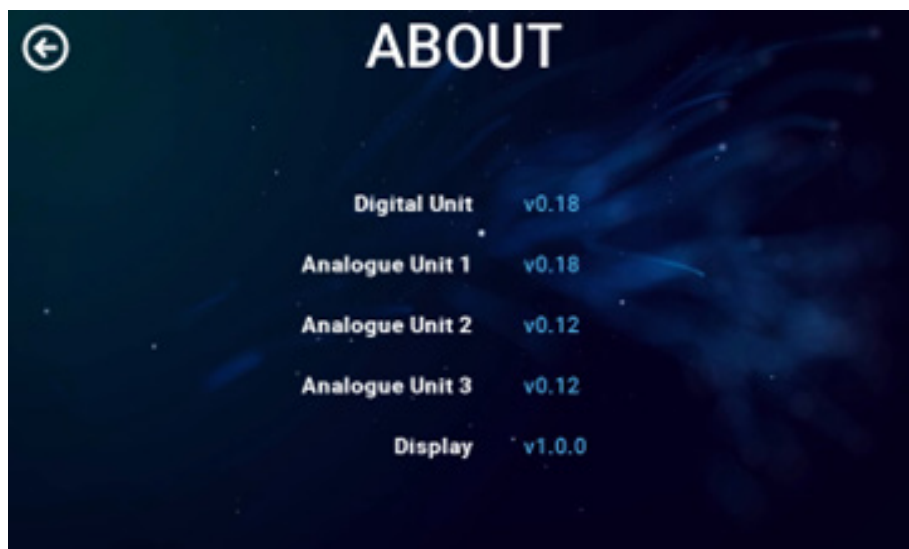 ABOUT
Digital Unit v0.18
Analogue Unit 1 v0.18
Analogue Unit 2 v0.12
Analogue Unit 3 v0.12
Display v1.0.0